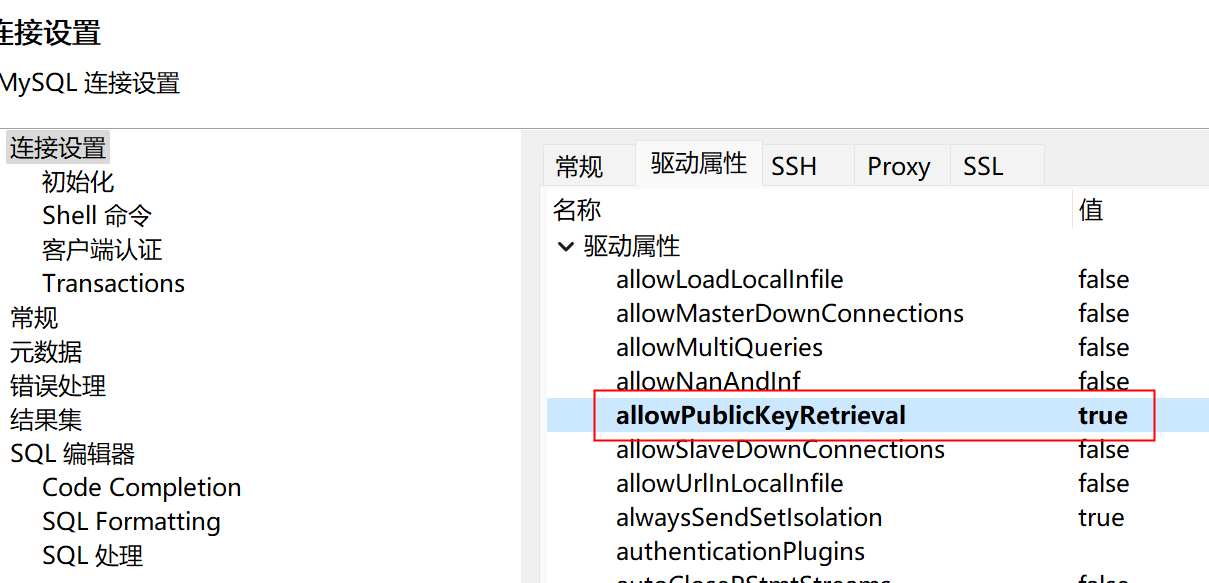 连接设置
MySQL 连接设置
连接设置
初始化
Shell 命令
客户端认证
Transactions
常规
元数据
错误处理
结果集
SQL 编辑器
Code Completion
SQL Formatting
SQL 处理
常规 驱动属性 SSH Proxy SSL
名称 值
驱动属性
allowLoadLocalInfile false
allowMasterDownConnections false
allowMultiQueries false
allowNanAndInf false
allowPublicKeyRetrieval true
allowSlaveDownConnections false
allowUrlInLocalInfile false
alwaysSendSetIsolation true
authenticationPlugins
autoClosePStmtStreams false